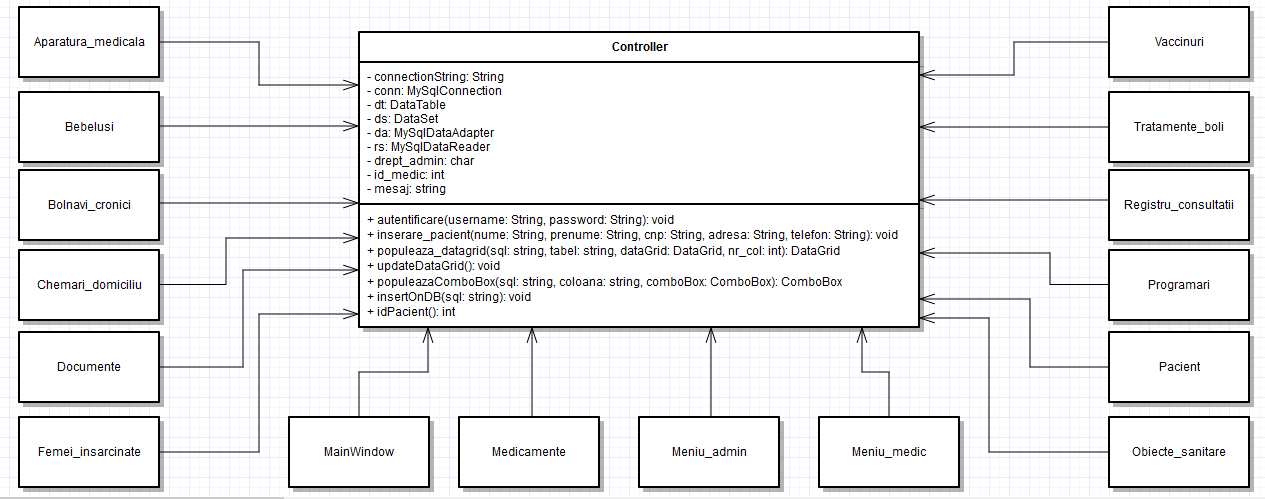 Aparatura_medicala
Bebelusi
Bolnavi_cronici
Chemari_domiciliu
Documente
Femei_insarcinate
Controller
- connectionString: String
- conn: MySqlConnection
- dt: DataTable
- ds: DataSet
- da: MySqlDataAdapter
- rs: MySqlDataReader
- drept_admin: char
- id_medic: int
- mesaj: string
+ autentificare(username: String, password: String): void
+ inserare_pacient(nume: String, prenume: String, cnp: String, adresa: String, telefon: String): void
+ populeaza_datagrid(sql: string, tabel: string, dataGrid: DataGrid, nr_col: int): DataGrid
+ updateDataGrid(): void
+ populeazaComboBox(sql: string, coloana: string, comboBox: ComboBox): ComboBox
+ insertOnDB(sql: string): void
+ idPacient(): int
MainWindow
Medicamente
Meniu_admin
Meniu_medic
Vaccinuri
Tratamente_boli
Registru_consultatii
Programari
Pacient
Obiecte_sanitare